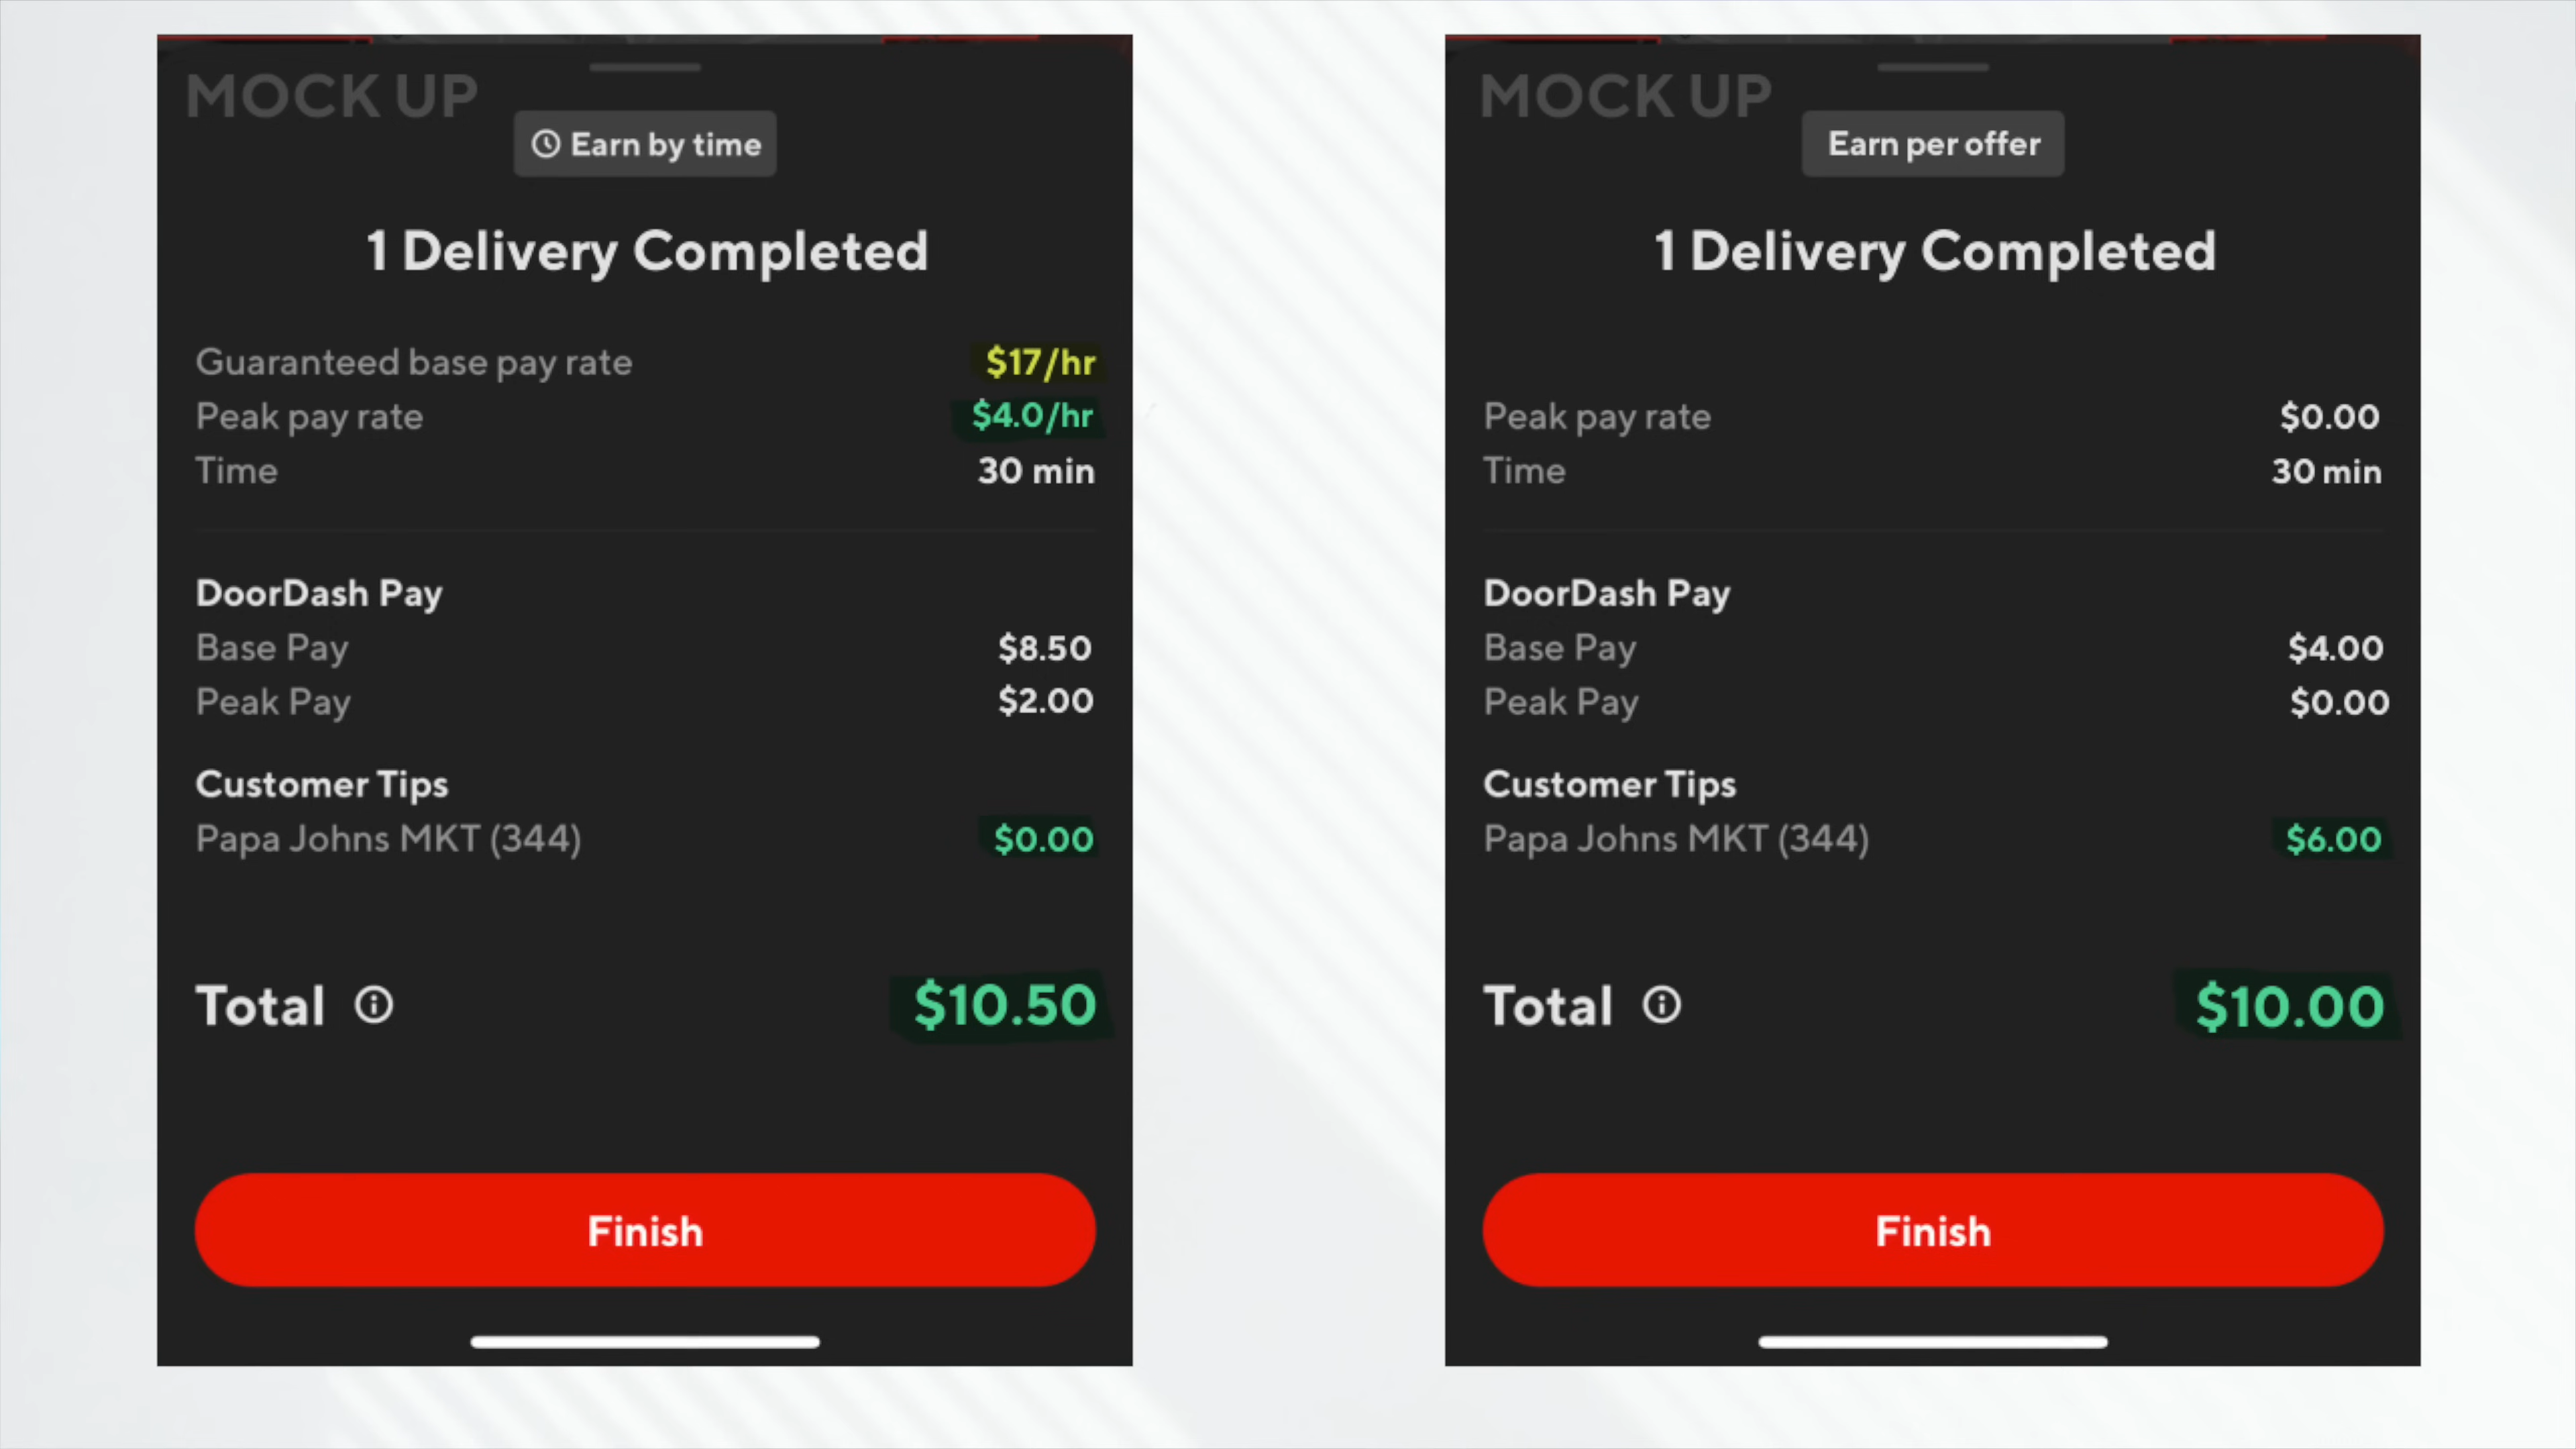 MOCK UP
Earn by time
1 Delivery Completed
Guaranteed base pay rate $17/hr
Peak pay rate $4.0/hr
Time 30 min
DoorDash Pay
Base Pay $8.50
Peak Pay $2.00
Customer Tips
Papa Johns MKT (344) $0.00
Total $10.50
Finish
MOCK UP
Earn per offer
1 Delivery Completed
Peak pay rate $0.00
Time 30 min
DoorDash Pay
Base Pay $4.00
Peak Pay $0.00
Customer Tips
Papa Johns MKT (344) $6.00
Total $10.00
Finish